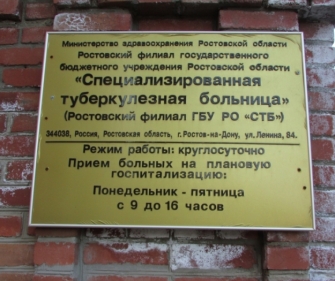 Министерство здравоохранения Ростовской области
Ростовский филиал государственного
бюджетного учреждения Ростовской области
«Специализированная
туберкулезная больница»
(Ростовский филиал ГБУ РО «СТБ»)
344038, Россия, Ростовская область, г.Ростов-на-Дону, ул.Ленина, 84.
Режим работы: круглосуточно
Прием больных на плановую
госпитализацию:
Понедельник - пятница
с 9 до 16 часов